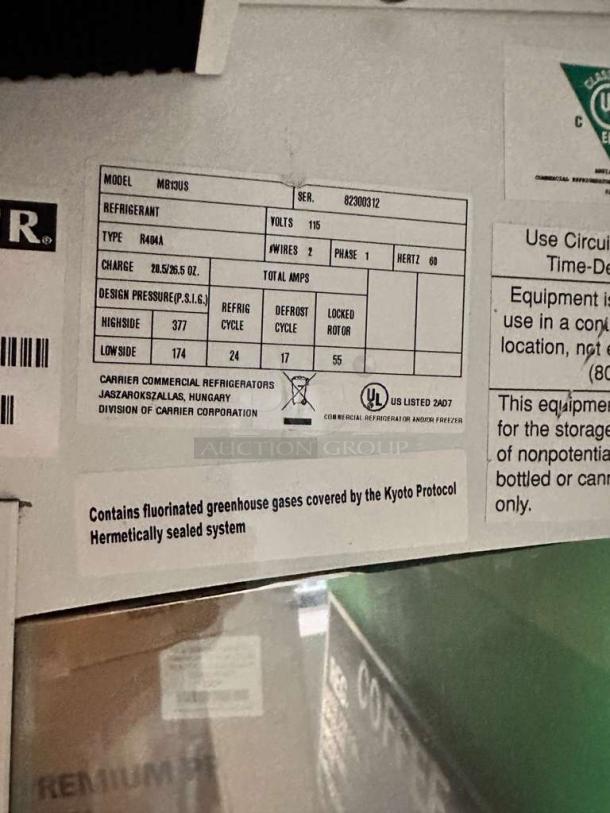 MODEL MB13US
SER. 82300312
REFRIGERANT
VOLTS 115
TYPE R404A
#WIRES 2 PHASE 1 HERTZ 60
CHARGE 20.5/26.5 OZ.
TOTAL AMPS
DESIGN PRESSURE(P.S.I.G.)
REFRIG CYCLE
DEFROST CYCLE
LOCKED ROTOR
HIGHSIDE 377
LOWSIDE 174 24 17 55
CARRIER COMMERCIAL REFRIGERATORS
JASZAROKSZALLAS, HUNGARY
DIVISION OF CARRIER CORPORATION
UL US LISTED 2AD7
COMMERCIAL REFRIGERATOR AND/OR FREEZER
AUCTION GROUP
Contains fluorinated greenhouse gases covered by the Kyoto Protocol
Hermetically sealed system
R®
C U
Use Circui
Time-De
Equipment is
use in a con
location, not e
(80
This equipmen
for the storage
of nonpotentia
bottled or cann
only.
COFFEE
REMIUM P